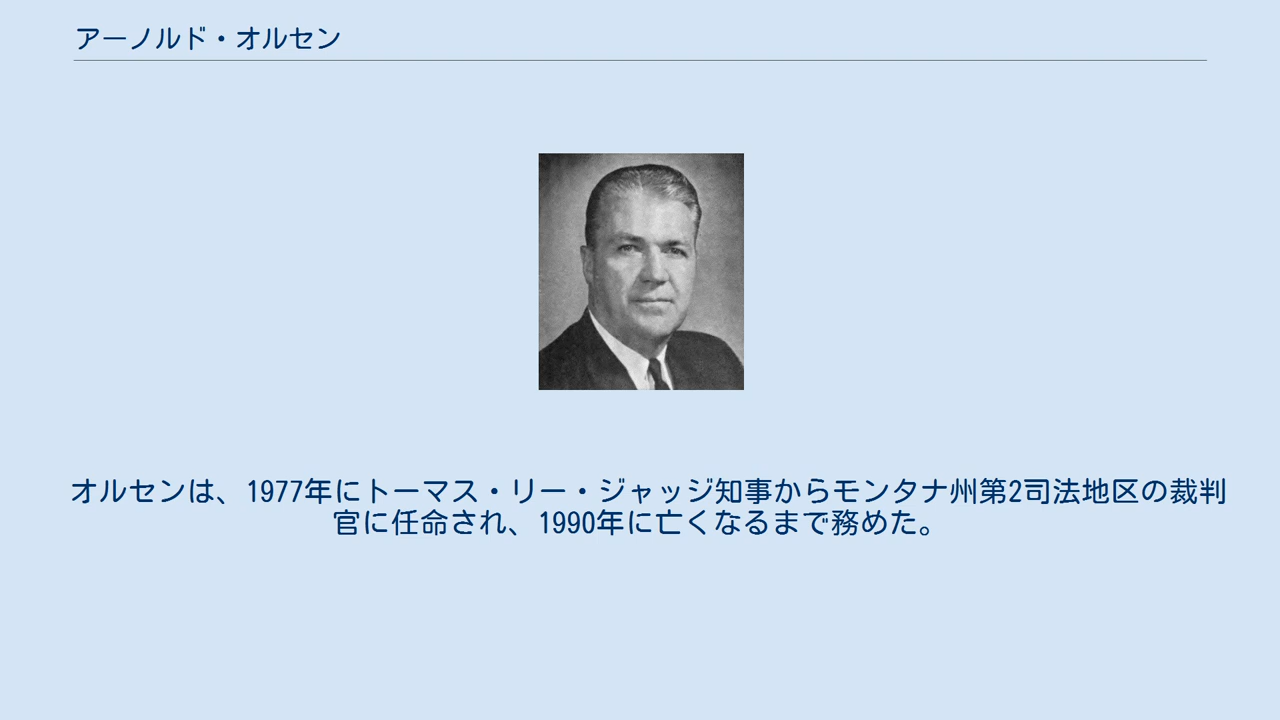 アーノルド・オルセン
オルセンは、1977年にトーマス・リー・ジャッジ知事からモンタナ州第2司法地区の裁判
官に任命され、1990年に亡くなるまで務めた。